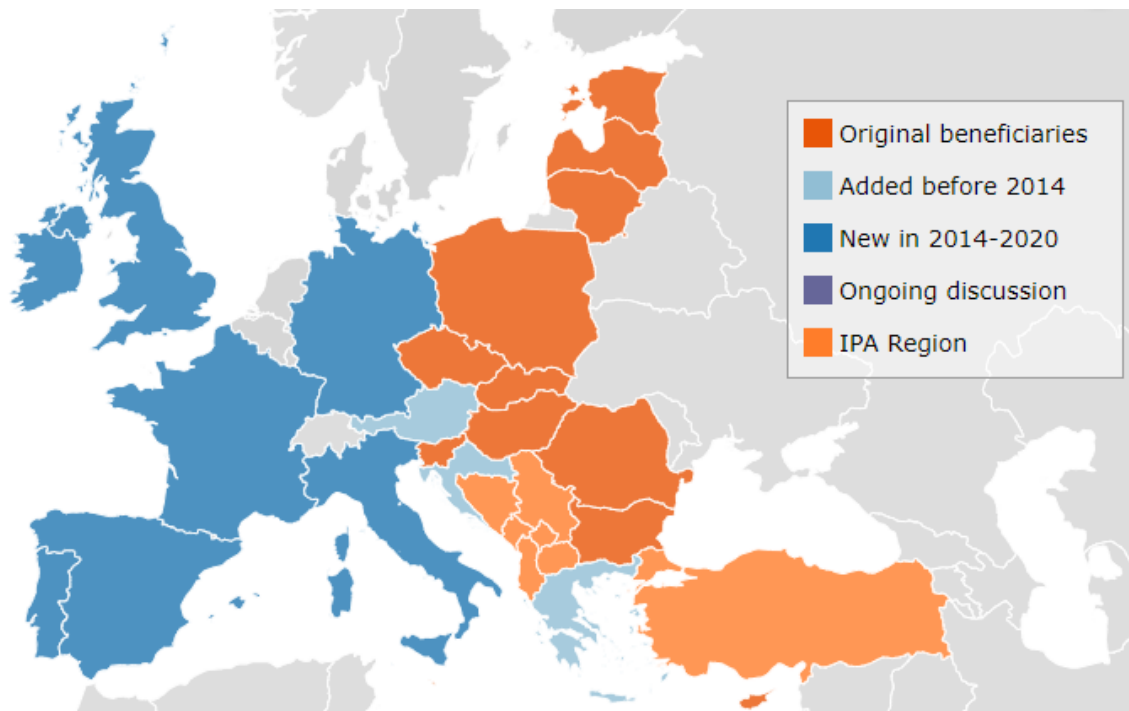 Original beneficiaries
Added before 2014
New in 2014-2020
Ongoing discussion
IPA Region